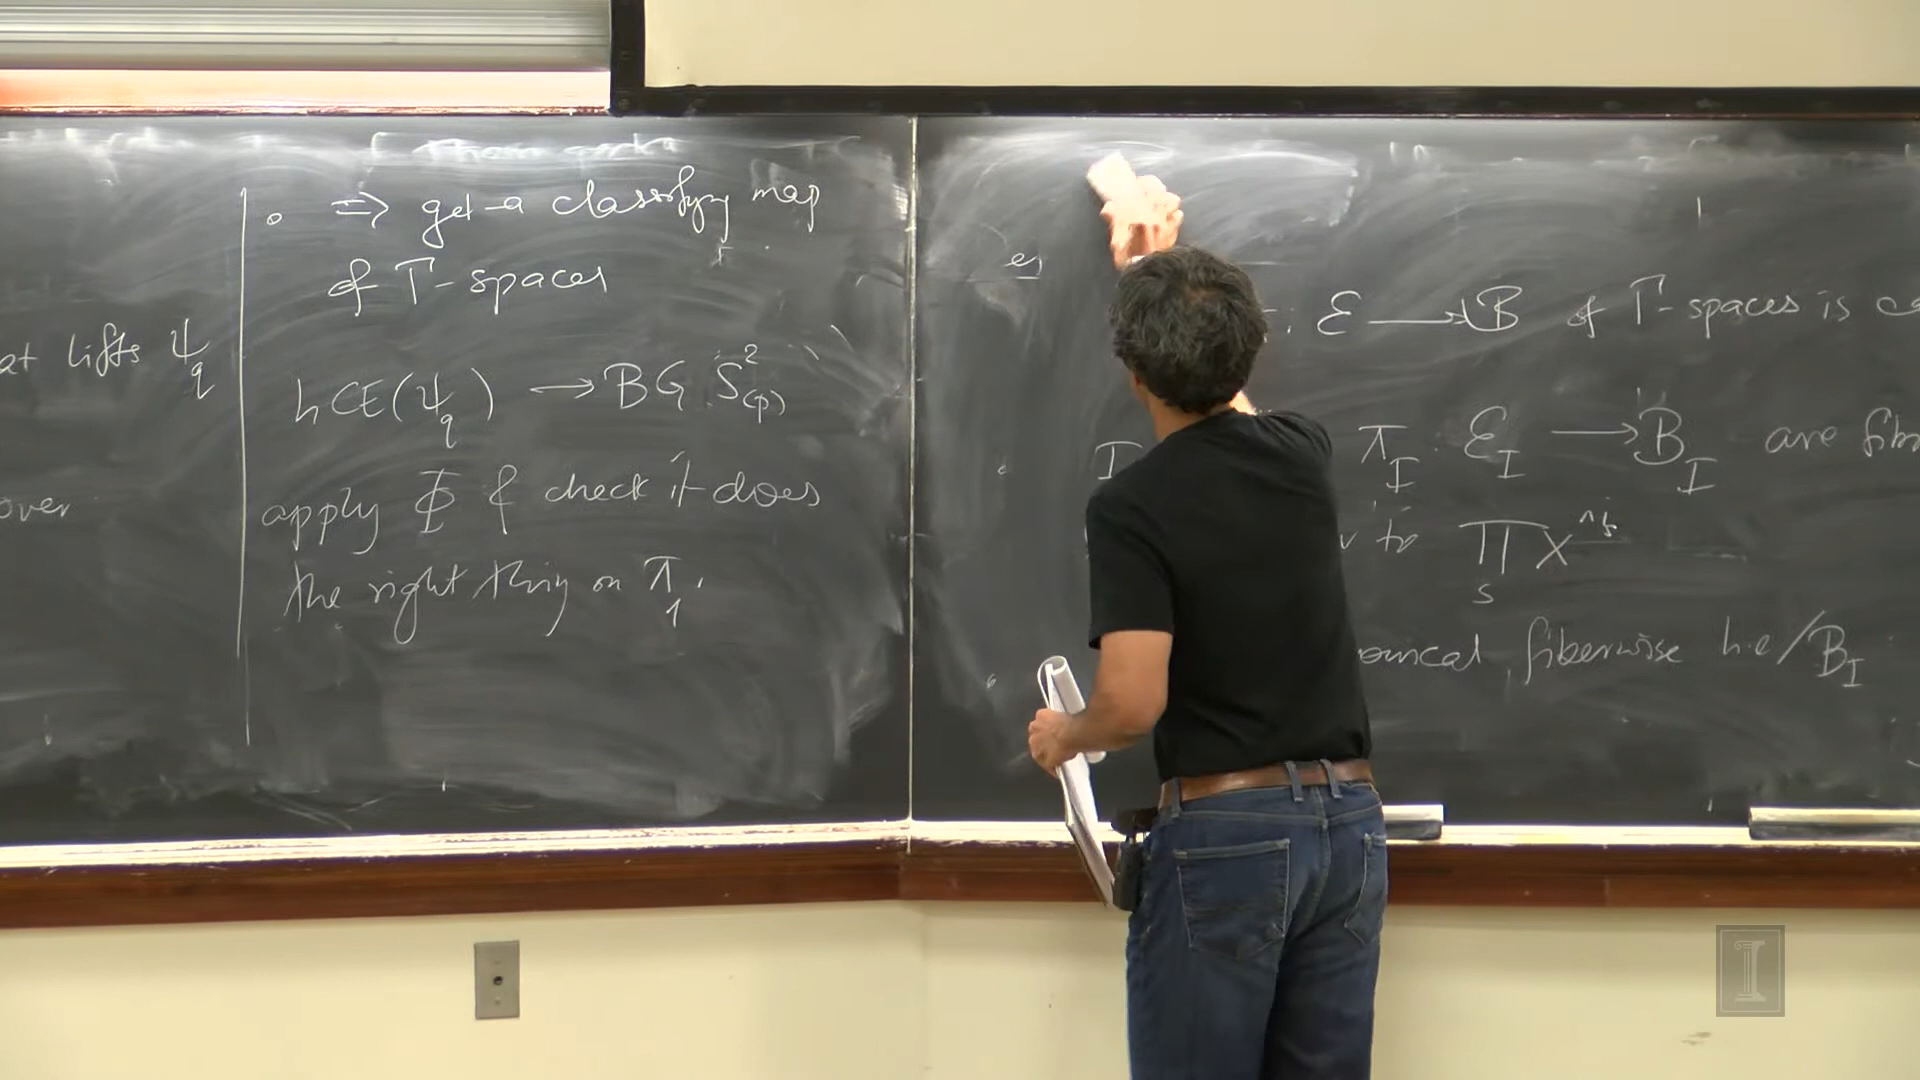 at lifts ψ_q
over
∘ ⇒ get a classifying map
of Γ-spaces
hCE(ψ_q) → BG S²_(p)
apply Φ & check it does
the right thing on π_1.
: ℰ → B of Γ-spaces is
I π_I : ℰ_I → B_I are
to ∏_S X
, fiberwise h.e/B_I